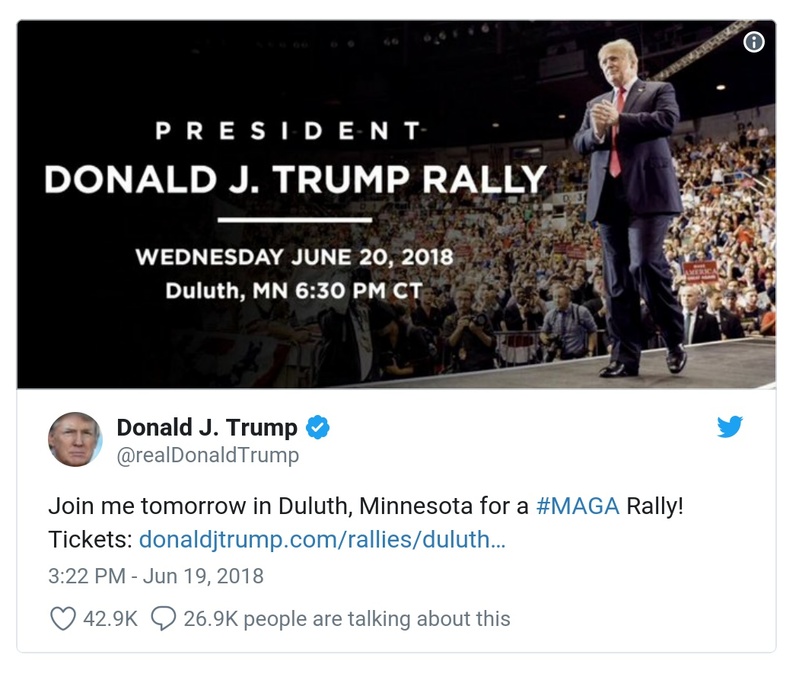 PRESIDENT
DONALD J. TRUMP RALLY
WEDNESDAY JUNE 20, 2018
Duluth, MN 6:30 PM CT
AMERICA
Donald J. Trump
@realDonaldTrump
Join me tomorrow in Duluth, Minnesota for a #MAGA Rally!
Tickets: donaldjtrump.com/rallies/duluth…
3:22 PM - Jun 19, 2018
42.9K 26.9K people are talking about this